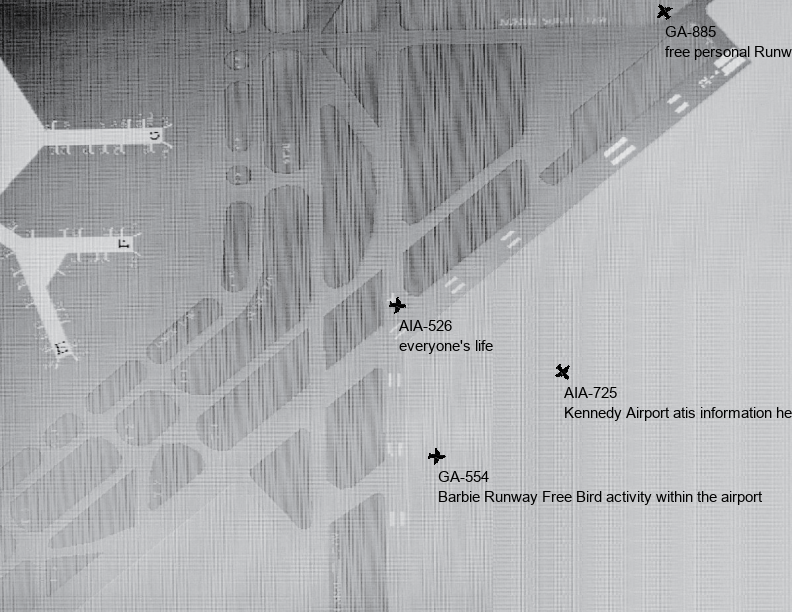 GA-885
free personal Runw
G
F
AIA-526
everyone's life
AIA-725
Kennedy Airport atis information he
GA-554
Barbie Runway Free Bird activity within the airport